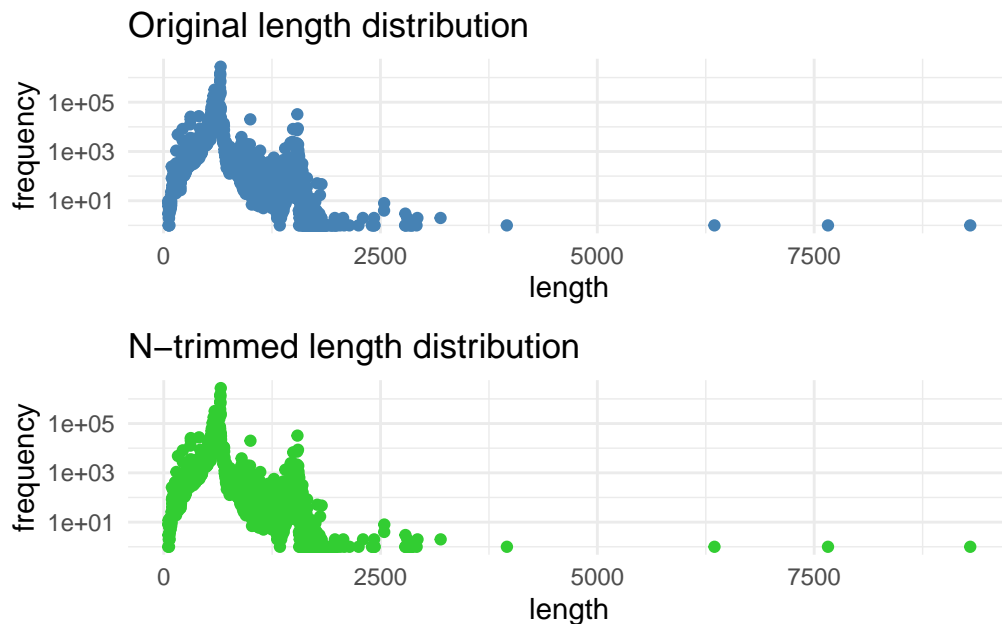 Original length distribution
frequency
1e+05
1e+03
1e+01
0 2500 5000 7500
length
N−trimmed length distribution
frequency
1e+05
1e+03
1e+01
0 2500 5000 7500
length